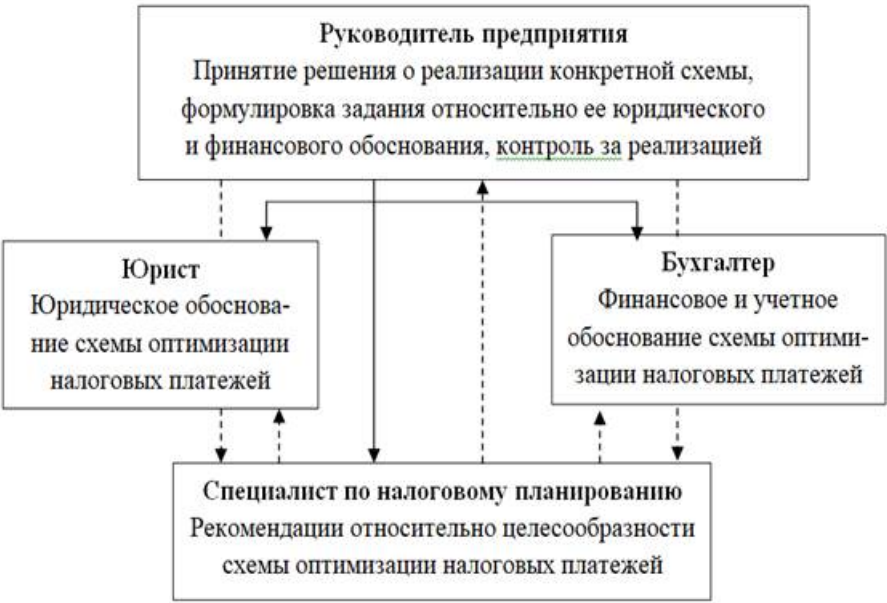 Руководитель предприятия
Принятие решения о реализации конкретной схемы,
формулировка задания относительно ее юридического
и финансового обоснования, контроль за реализацией
Юрист
Юридическое обоснова-
ние схемы оптимизации
налоговых платежей
Бухгалтер
Финансовое и учетное
обоснование схемы оптими-
зации налоговых платежей
Специалист по налоговому планированию
Рекомендации относительно целесообразности
схемы оптимизации налоговых платежей